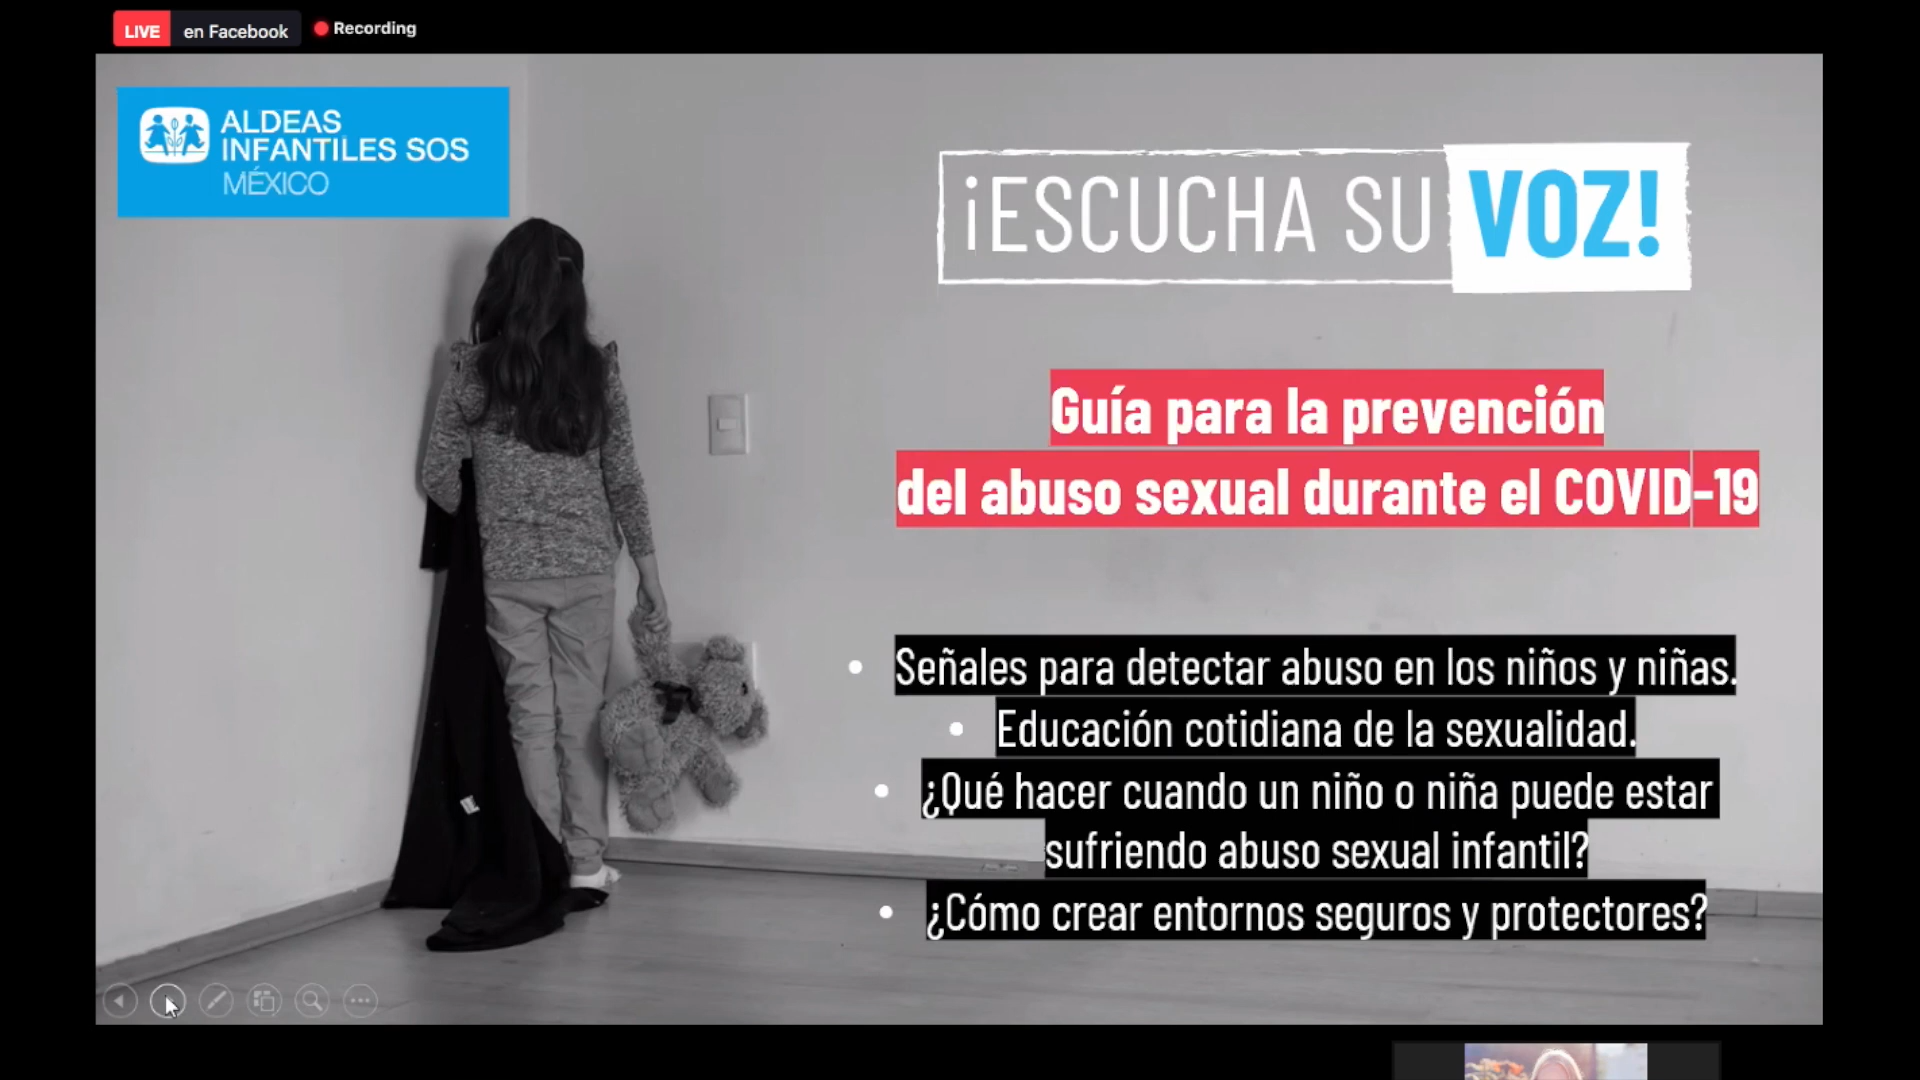 LIVE en Facebook Recording
ALDEAS
INFANTILES SOS
MÉXICO
¡ESCUCHA SU VOZ!
Guía para la prevención
del abuso sexual durante el COVID-19
• Señales para detectar abuso en los niños y niñas.
• Educación cotidiana de la sexualidad.
• ¿Qué hacer cuando un niño o niña puede estar
sufriendo abuso sexual infantil?
• ¿Cómo crear entornos seguros y protectores?